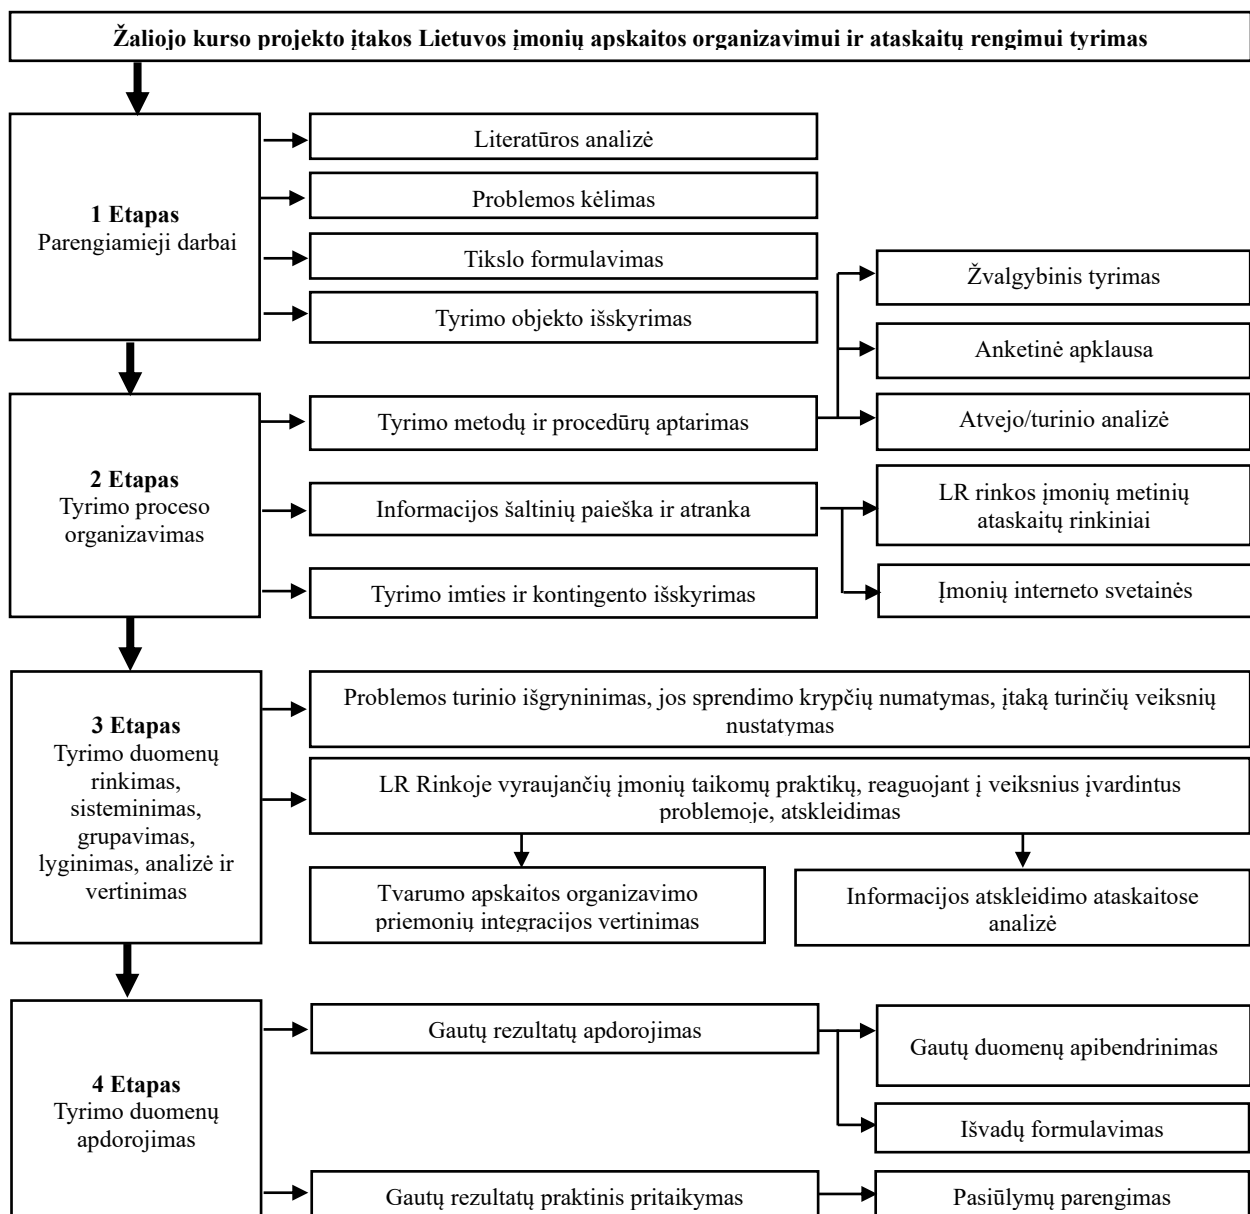 Žaliojo kurso projekto įtakos Lietuvos įmonių apskaitos organizavimui ir ataskaitų rengimui tyrimas
1 Etapas
Parengiamieji darbai
Literatūros analizė
Problemos kėlimas
Tikslo formulavimas
Tyrimo objekto išskyrimas
2 Etapas
Tyrimo proceso
organizavimas
Tyrimo metodų ir procedūrų aptarimas
Žvalgybinis tyrimas
Anketinė apklausa
Atvejo/turinio analizė
Informacijos šaltinių paieška ir atranka
LR rinkos įmonių metinių
ataskaitų rinkiniai
Įmonių interneto svetainės
Tyrimo imties ir kontingento išskyrimas
3 Etapas
Tyrimo duomenų
rinkimas,
sisteminimas,
grupavimas,
lyginimas, analizė ir
vertinimas
Problemos turinio išgryninimas, jos sprendimo krypčių numatymas, įtaką turinčių veiksnių
nustatymas
LR Rinkoje vyraujančių įmonių taikomų praktikų, reaguojant į veiksnius įvardintus
problemoje, atskleidimas
Tvarumo apskaitos organizavimo
priemonių integracijos vertinimas
Informacijos atskleidimo ataskaitose
analizė
4 Etapas
Tyrimo duomenų
apdorojimas
Gautų rezultatų apdorojimas
Gautų duomenų apibendrinimas
Išvadų formulavimas
Gautų rezultatų praktinis pritaikymas
Pasiūlymų parengimas